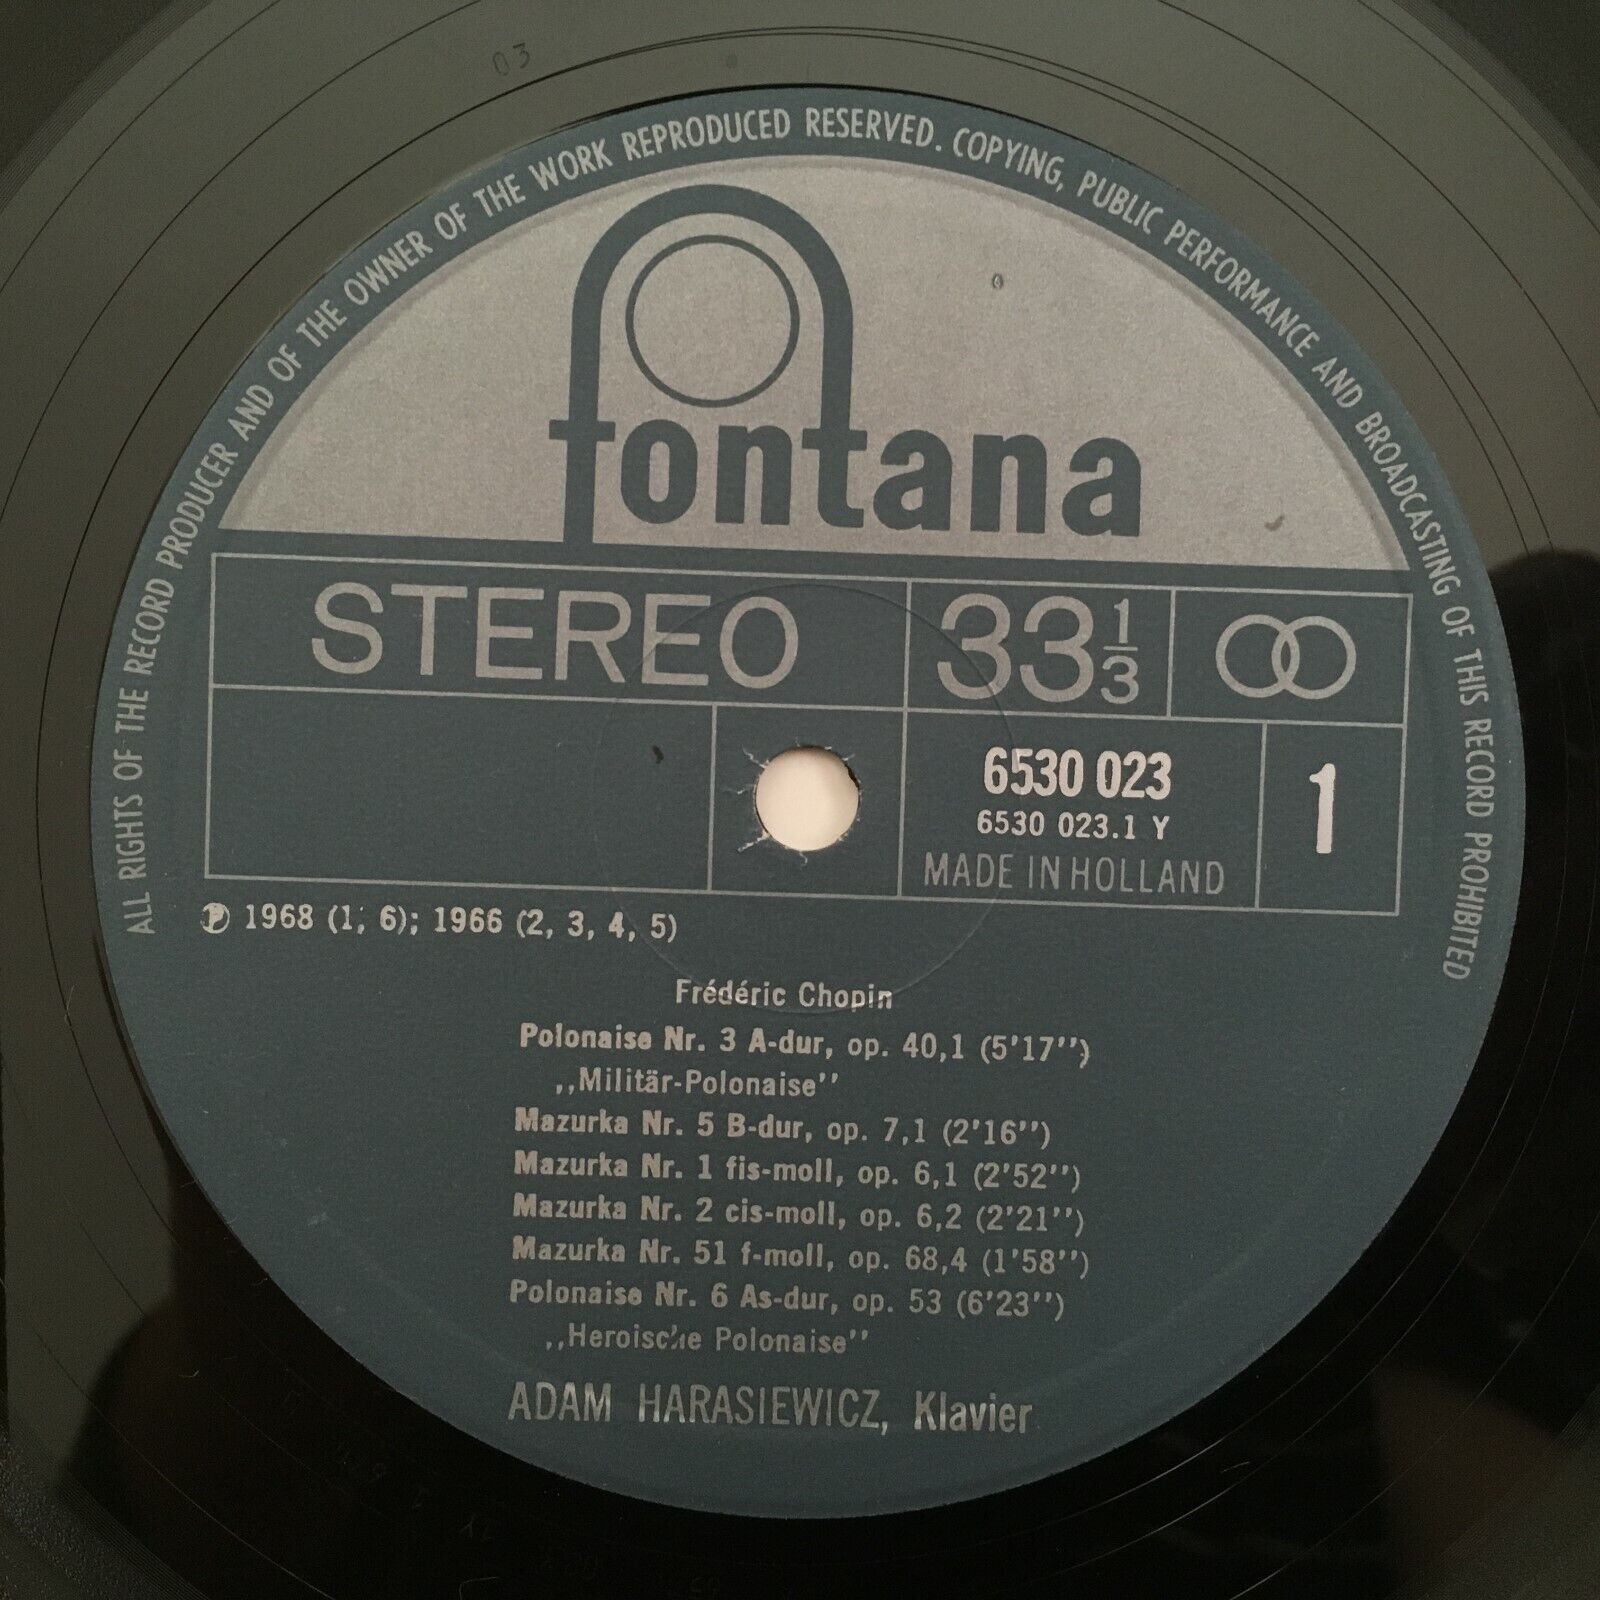 03
ALL RIGHTS OF THE RECORD PRODUCER AND OF THE OWNER OF THE WORK REPRODUCED RESERVED. COPYING, PUBLIC PERFORMANCE AND BROADCASTING OF THIS RECORD PROHIBITED
fontana
STEREO 33 1/3
6530 023 1
6530 023.1 Y
MADE IN HOLLAND
℗ 1968 (1, 6); 1966 (2, 3, 4, 5)
Frédéric Chopin
Polonaise Nr. 3 A-dur, op. 40,1 (5'17'')
,,Militär-Polonaise''
Mazurka Nr. 5 B-dur, op. 7,1 (2'16'')
Mazurka Nr. 1 fis-moll, op. 6,1 (2'52'')
Mazurka Nr. 2 cis-moll, op. 6,2 (2'21'')
Mazurka Nr. 51 f-moll, op. 68,4 (1'58'')
Polonaise Nr. 6 As-dur, op. 53 (6'23'')
,,Heroische Polonaise''
ADAM HARASIEWICZ, Klavier